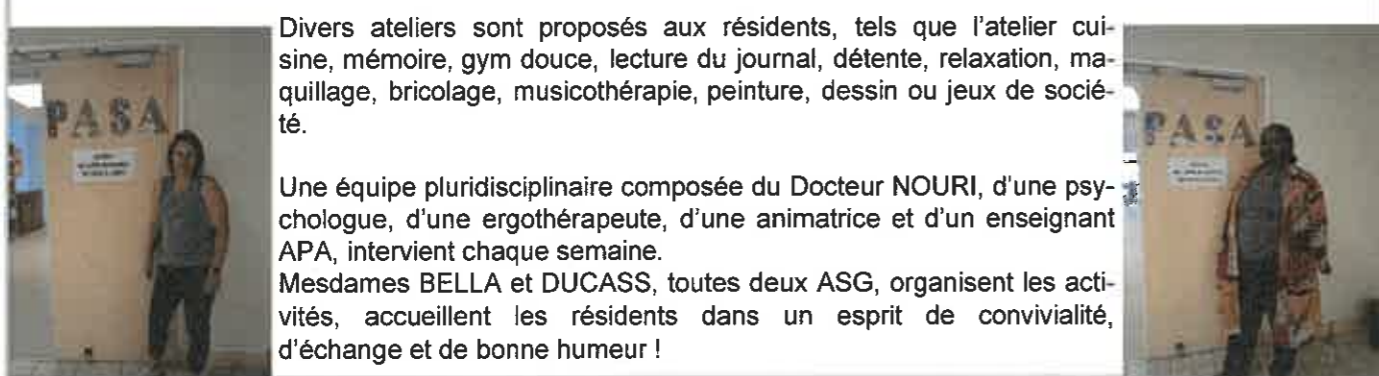 Divers ateliers sont proposés aux résidents, tels que l'atelier cui-
sine, mémoire, gym douce, lecture du journal, détente, relaxation, ma-
quillage, bricolage, musicothérapie, peinture, dessin ou jeux de socié-
té.
Une équipe pluridisciplinaire composée du Docteur NOURI, d'une psy-
chologue, d'une ergothérapeute, d'une animatrice et d'un enseignant
APA, intervient chaque semaine.
Mesdames BELLA et DUCASS, toutes deux ASG, organisent les acti-
vités, accueillent les résidents dans un esprit de convivialité,
d'échange et de bonne humeur !
PASA
PASA